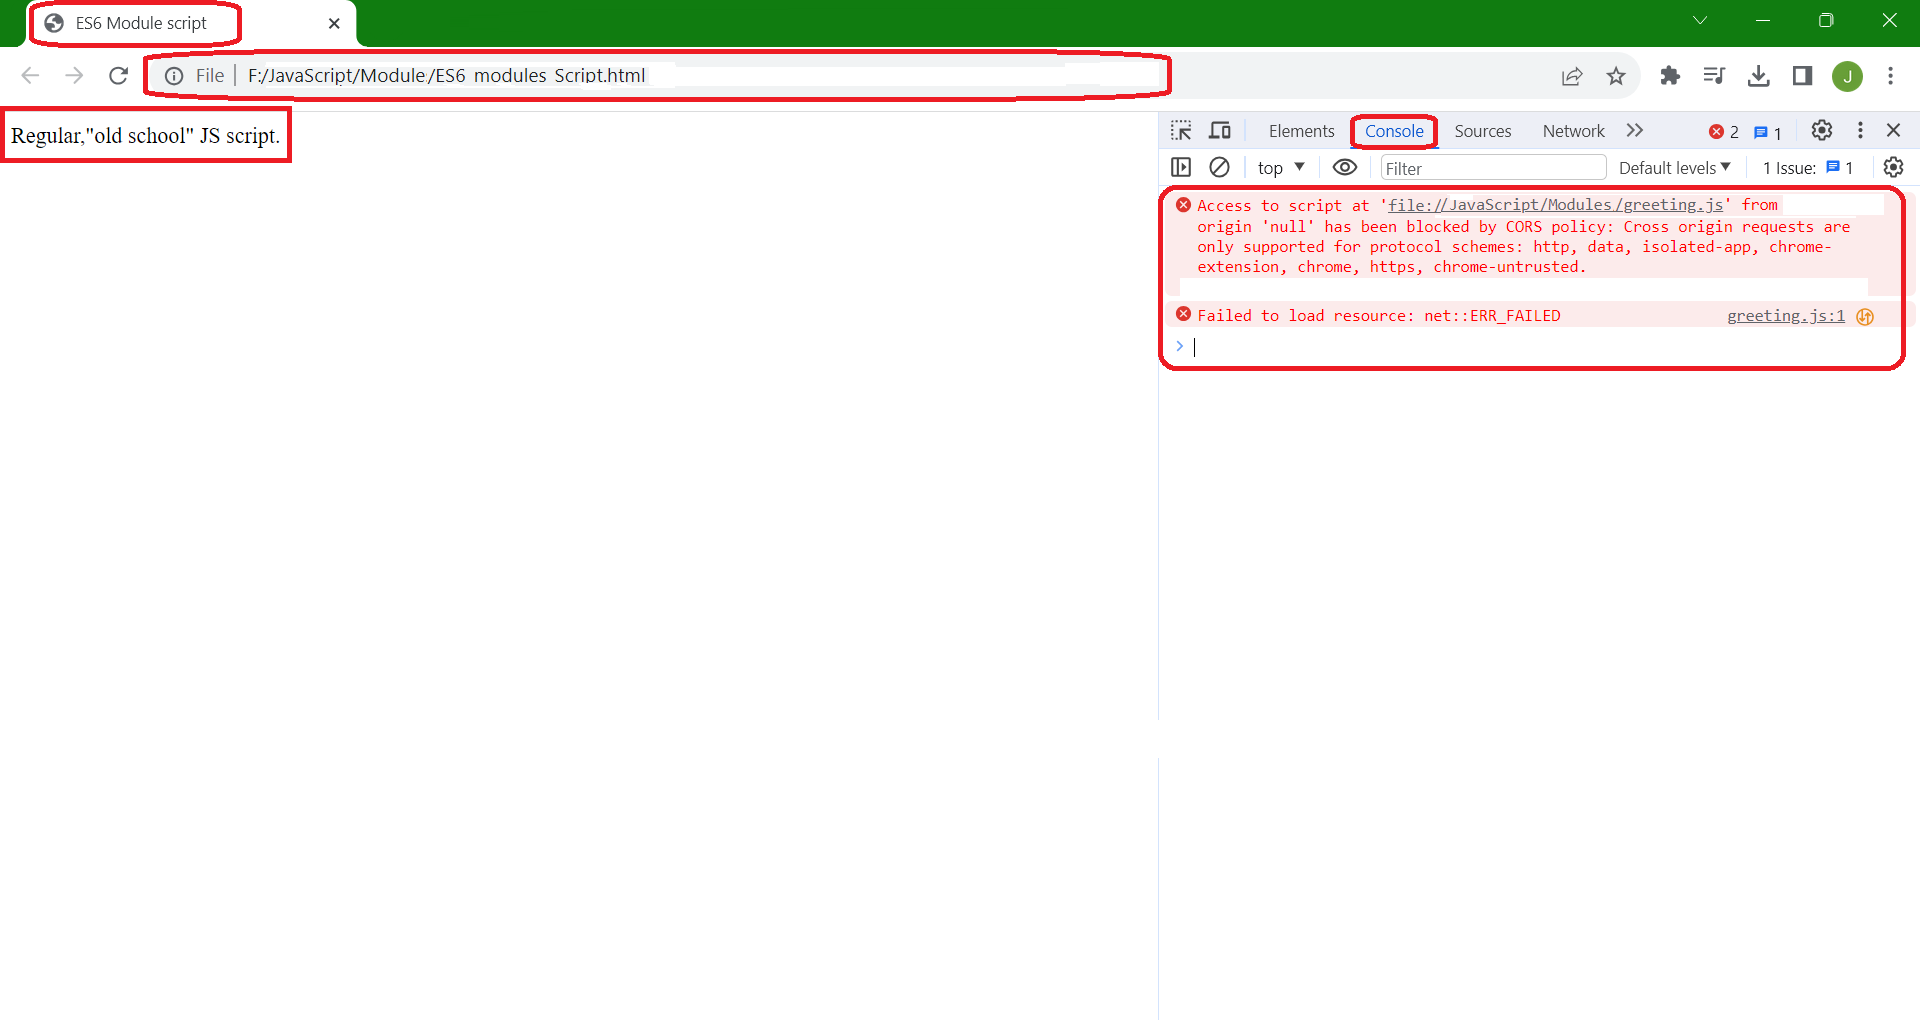 ES6 Module script
File
F:/JavaScript/Module/ES6 modules Script.html
J
Regular,"old school" JS script.
Elements Console Sources Network 2 1
top Filter Default levels 1 Issue: 1
Access to script at 'file://JavaScript/Modules/greeting.js' from
origin 'null' has been blocked by CORS policy: Cross origin requests are
only supported for protocol schemes: http, data, isolated-app, chrome-
extension, chrome, https, chrome-untrusted.
Failed to load resource: net::ERR_FAILED greeting.js:1